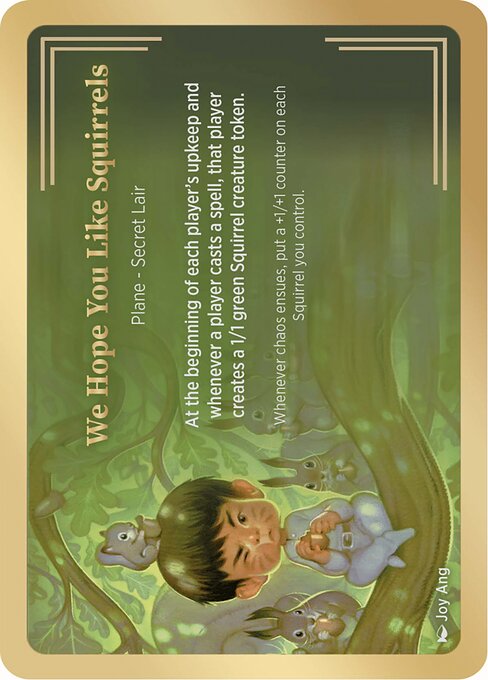 We Hope You Like Squirrels
Plane - Secret Lair
At the beginning of each player's upkeep and
whenever a player casts a spell, that player
creates a 1/1 green Squirrel creature token.
Whenever chaos ensues, put a +1/+1 counter on each
Squirrel you control.
Joy Ang